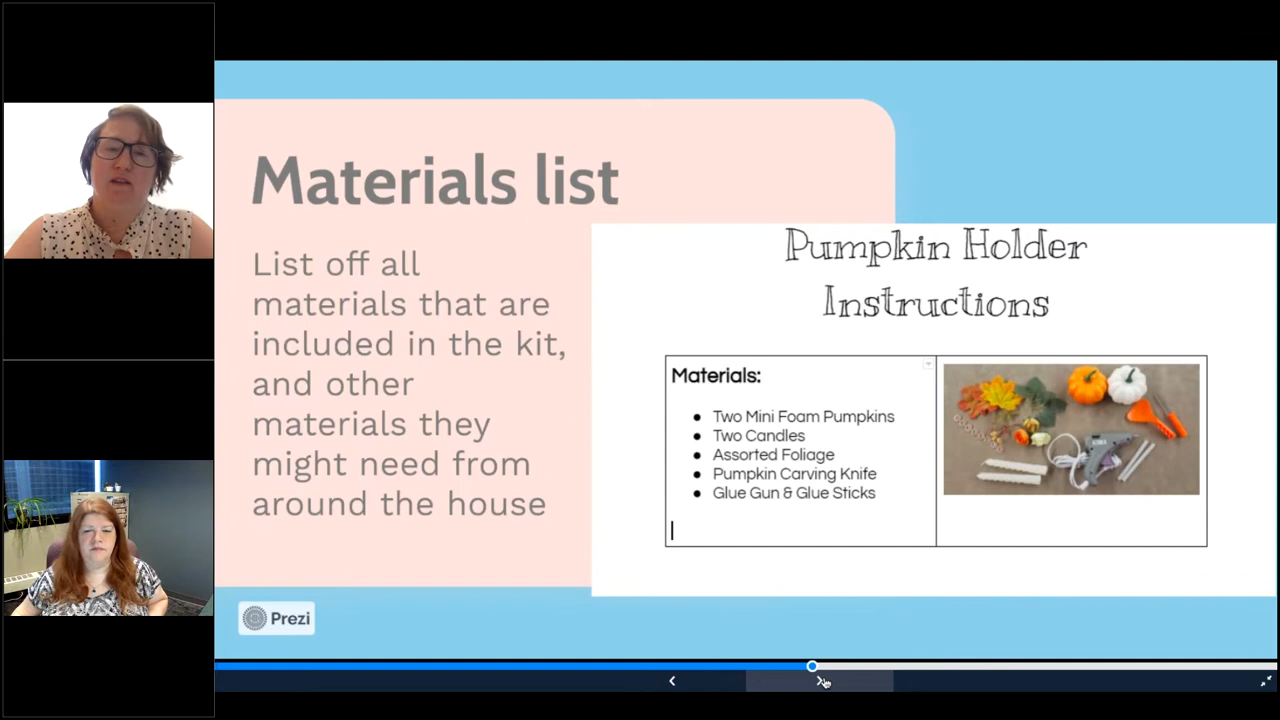 Materials list
List off all
materials that are
included in the kit,
and other
materials they
might need from
around the house
Pumpkin Holder
Instructions
Materials:
● Two Mini Foam Pumpkins
● Two Candles
● Assorted Foliage
● Pumpkin Carving Knife
● Glue Gun & Glue Sticks
Prezi